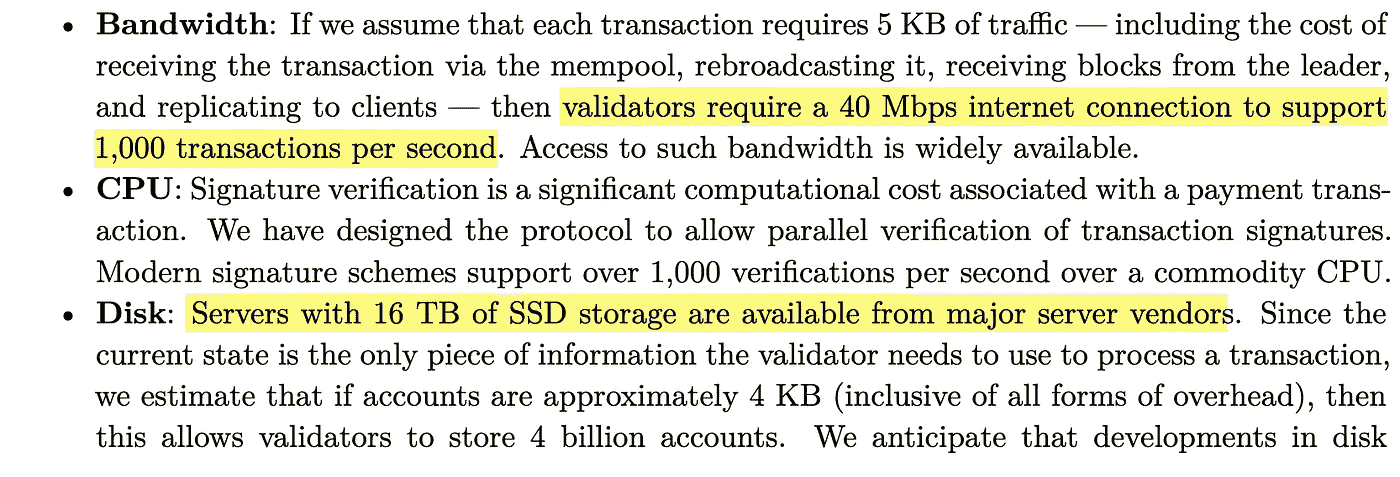 • Bandwidth: If we assume that each transaction requires 5 KB of traffic — including the cost of
receiving the transaction via the mempool, rebroadcasting it, receiving blocks from the leader,
and replicating to clients — then validators require a 40 Mbps internet connection to support
1,000 transactions per second. Access to such bandwidth is widely available.
• CPU: Signature verification is a significant computational cost associated with a payment trans-
action. We have designed the protocol to allow parallel verification of transaction signatures.
Modern signature schemes support over 1,000 verifications per second over a commodity CPU.
• Disk: Servers with 16 TB of SSD storage are available from major server vendors. Since the
current state is the only piece of information the validator needs to use to process a transaction,
we estimate that if accounts are approximately 4 KB (inclusive of all forms of overhead), then
this allows validators to store 4 billion accounts. We anticipate that developments in disk